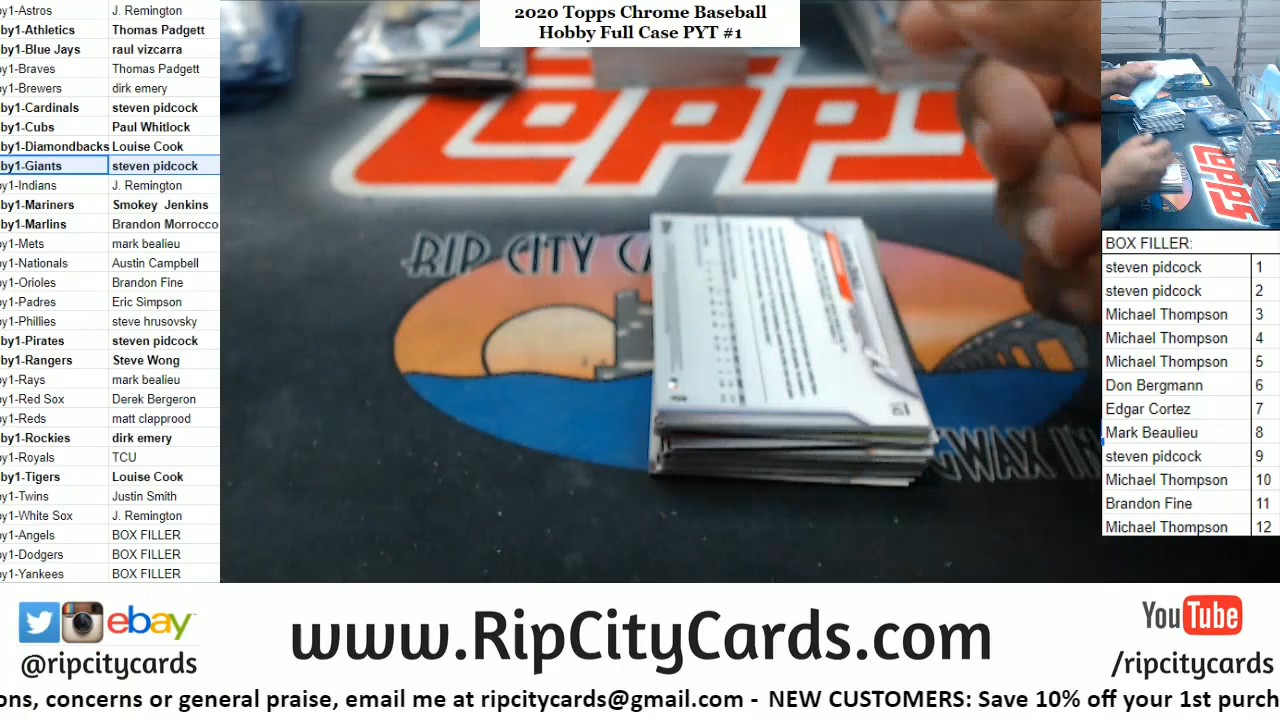 2020 Topps Chrome Baseball
Hobby Full Case PYT #1
by1-Astros J. Remington
by1-Athletics Thomas Padgett
by1-Blue Jays raul vizcarra
by1-Braves Thomas Padgett
by1-Brewers dirk emery
by1-Cardinals steven pidcock
by1-Cubs Paul Whitlock
by1-Diamondbacks Louise Cook
by1-Giants steven pidcock
by1-Indians J. Remington
by1-Mariners Smokey Jenkins
by1-Marlins Brandon Morrocco
by1-Mets mark bealieu
by1-Nationals Austin Campbell
by1-Orioles Brandon Fine
by1-Padres Eric Simpson
by1-Phillies steve hrusovsky
by1-Pirates steven pidcock
by1-Rangers Steve Wong
by1-Rays mark bealieu
by1-Red Sox Derek Bergeron
by1-Reds matt clapprood
by1-Rockies dirk emery
by1-Royals TCU
by1-Tigers Louise Cook
by1-Twins Justin Smith
by1-White Sox J. Remington
by1-Angels BOX FILLER
by1-Dodgers BOX FILLER
by1-Yankees BOX FILLER
TOPPS
RIP CITY CA
GWAX IN
TOPPS
BOX FILLER:
steven pidcock 1
steven pidcock 2
Michael Thompson 3
Michael Thompson 4
Michael Thompson 5
Don Bergmann 6
Edgar Cortez 7
Mark Beaulieu 8
steven pidcock 9
Michael Thompson 10
Brandon Fine 11
Michael Thompson 12
ebay
@ripcitycards
www.RipCityCards.com
YouTube
/ripcitycards
ons, concerns or general praise, email me at ripcitycards@gmail.com - NEW CUSTOMERS: Save 10% off your 1st purch